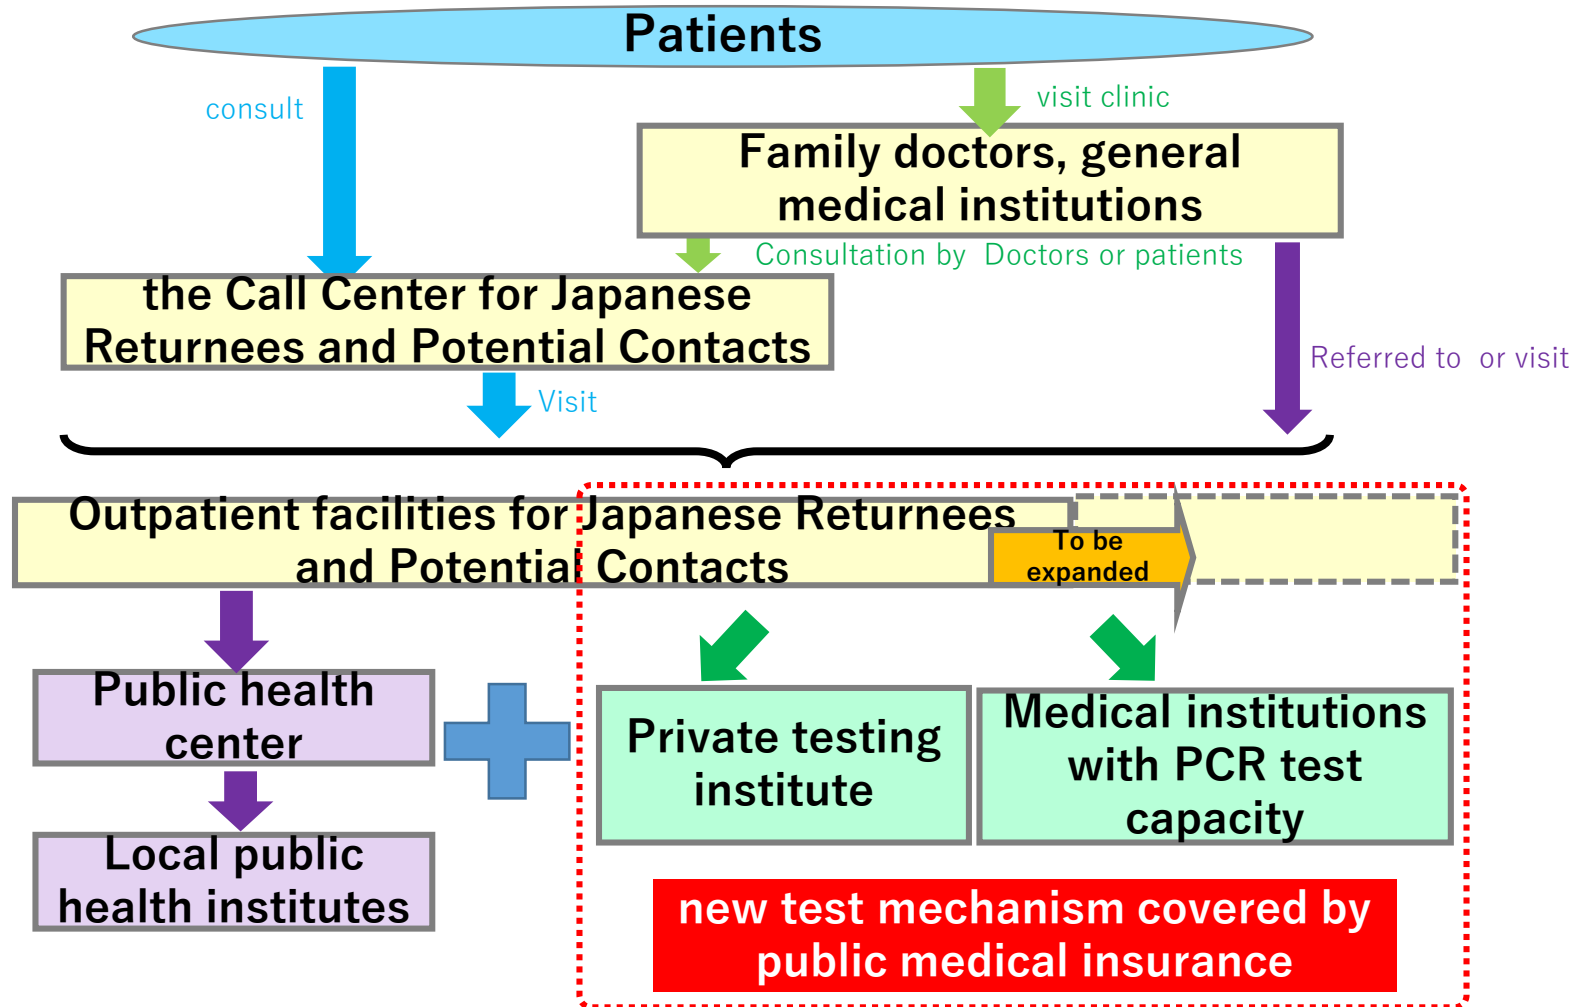 Patients
consult
visit clinic
Family doctors, general
medical institutions
Consultation by Doctors or patients
the Call Center for Japanese
Returnees and Potential Contacts
Referred to or visit
Visit
Outpatient facilities for Japanese Returnees
and Potential Contacts
To be
expanded
Public health
center
Private testing
institute
Medical institutions
with PCR test
capacity
Local public
health institutes
new test mechanism covered by
public medical insurance